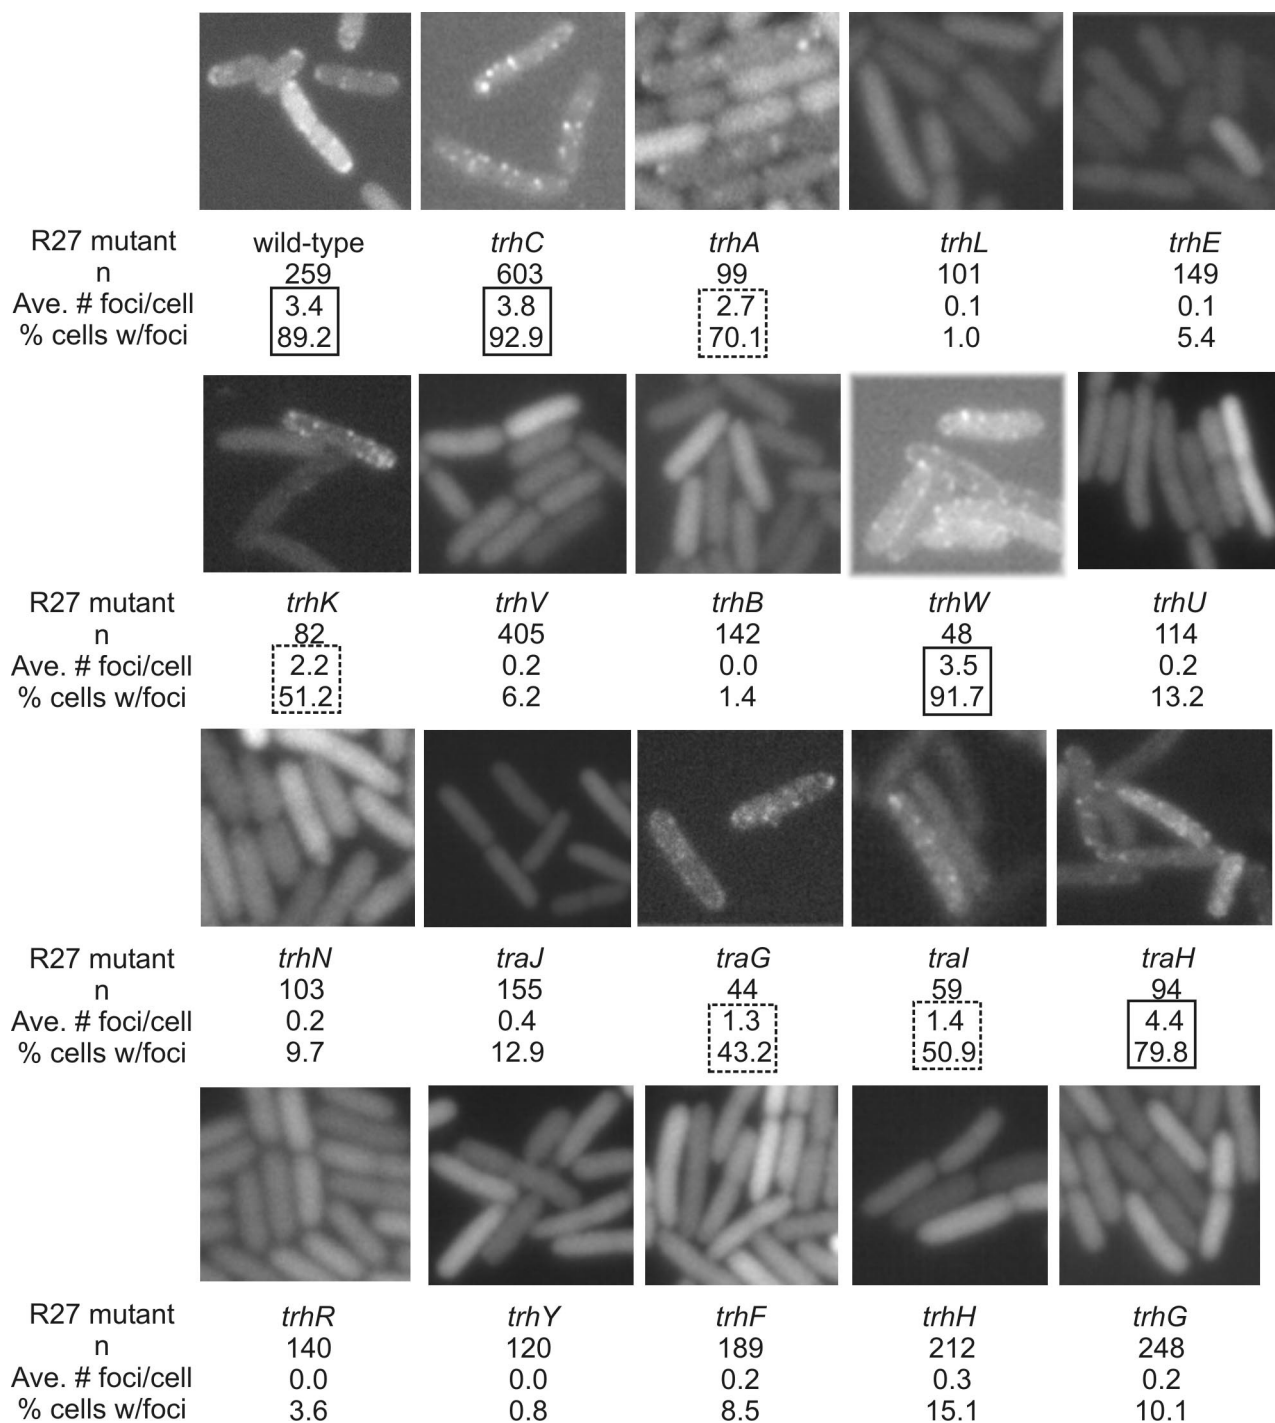 R27 mutant wild-type trhC trhA trhL trhE
n 259 603 99 101 149
Ave. # foci/cell 3.4 3.8 2.7 0.1 0.1
% cells w/foci 89.2 92.9 70.1 1.0 5.4
R27 mutant trhK trhV trhB trhW trhU
n 82 405 142 48 114
Ave. # foci/cell 2.2 0.2 0.0 3.5 0.2
% cells w/foci 51.2 6.2 1.4 91.7 13.2
R27 mutant trhN traJ traG traI traH
n 103 155 44 59 94
Ave. # foci/cell 0.2 0.4 1.3 1.4 4.4
% cells w/foci 9.7 12.9 43.2 50.9 79.8
R27 mutant trhR trhY trhF trhH trhG
n 140 120 189 212 248
Ave. # foci/cell 0.0 0.0 0.2 0.3 0.2
% cells w/foci 3.6 0.8 8.5 15.1 10.1